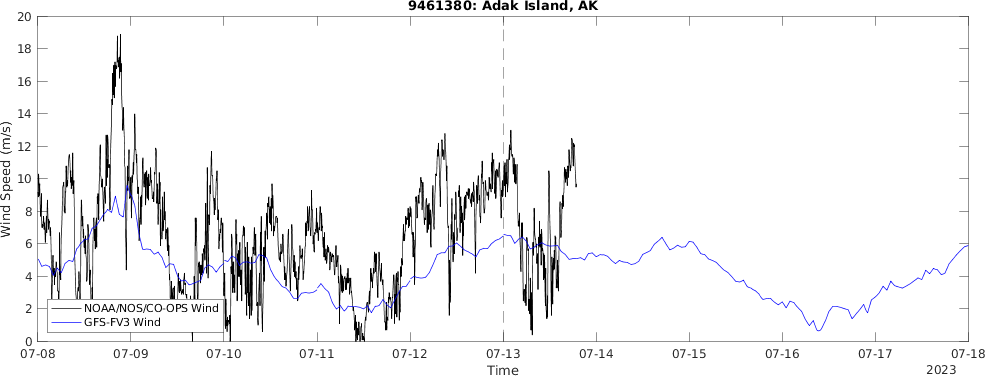 9461380: Adak Island, AK
20
18
16
14
12
10
8
6
4
2
0
Wind Speed (m/s)
NOAA/NOS/CO-OPS Wind
GFS-FV3 Wind
07-08 07-09 07-10 07-11 07-12 07-13 07-14 07-15 07-16 07-17 07-18
Time
2023